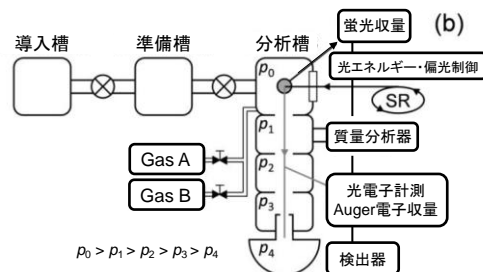 (b)
導入槽
準備槽
分析槽
蛍光収量
光エネルギー・偏光制御
SR
p0
p1
質量分析器
Gas A
Gas B
p2
光電子計測
Auger電子収量
p3
p4
検出器
p0 > p1 > p2 > p3 > p4